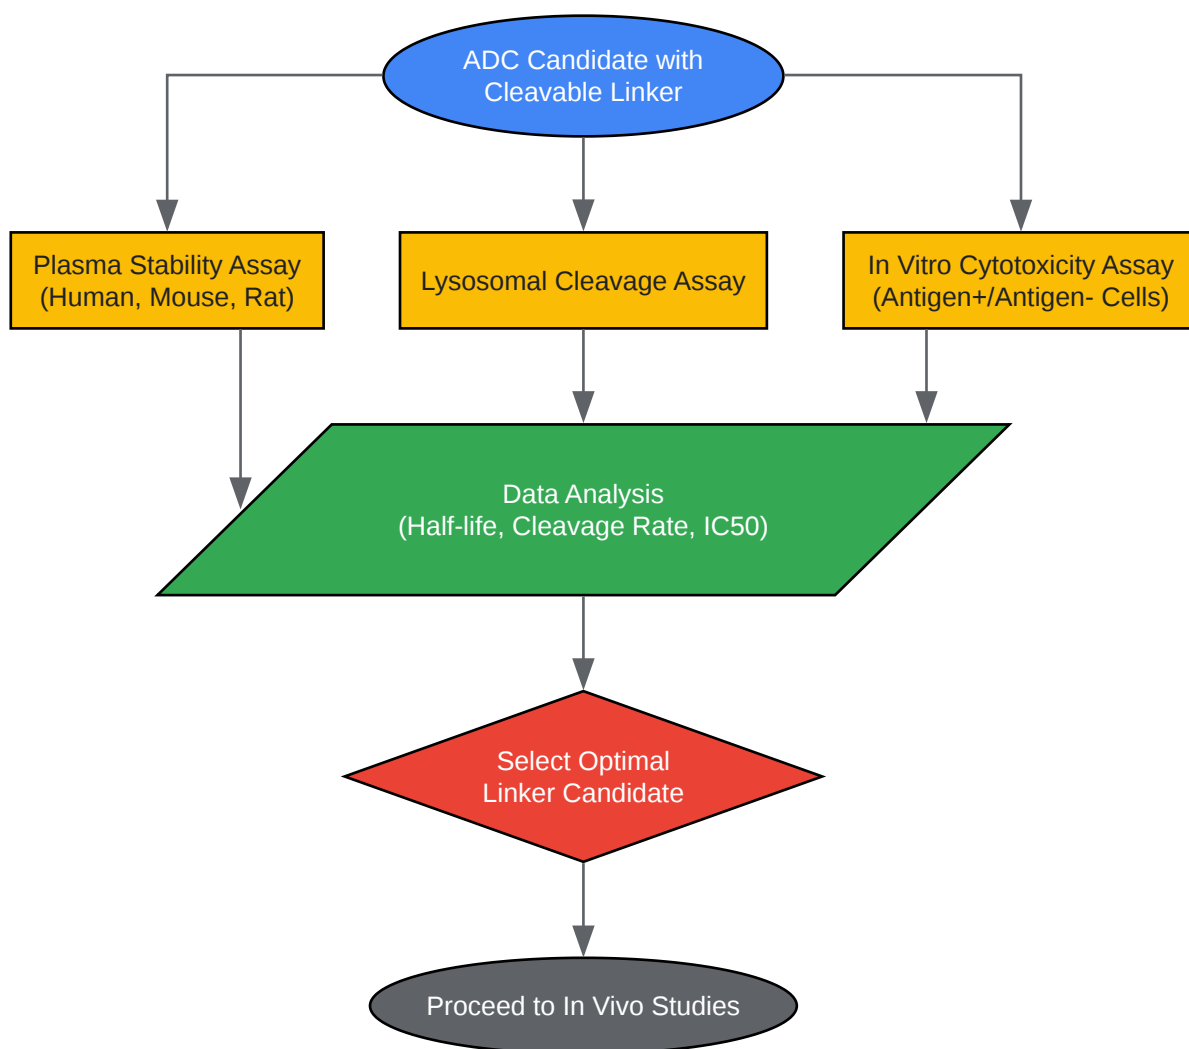 ADC Candidate with
Cleavable Linker
Plasma Stability Assay
(Human, Mouse, Rat)
Lysosomal Cleavage Assay
In Vitro Cytotoxicity Assay
(Antigen+/Antigen- Cells)
Data Analysis
(Half-life, Cleavage Rate, IC50)
Select Optimal
Linker Candidate
Proceed to In Vivo Studies